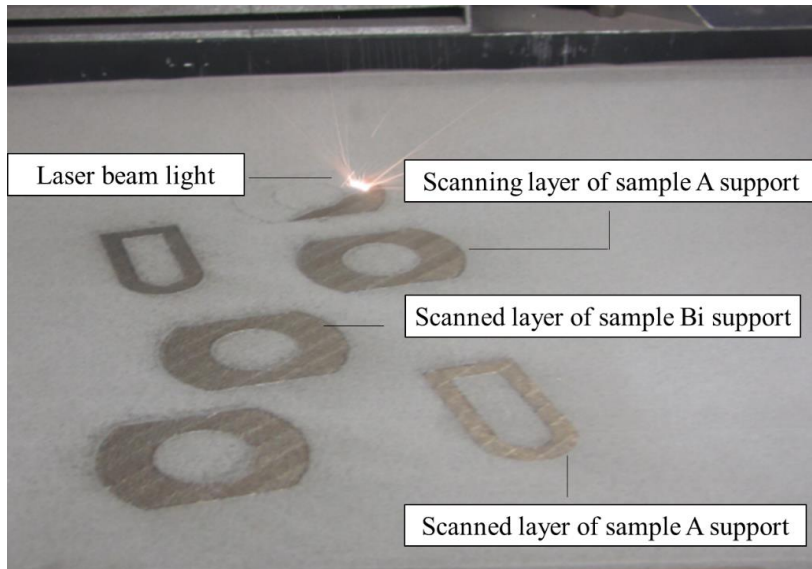 Laser beam light
Scanning layer of sample A support
Scanned layer of sample Bi support
Scanned layer of sample A support